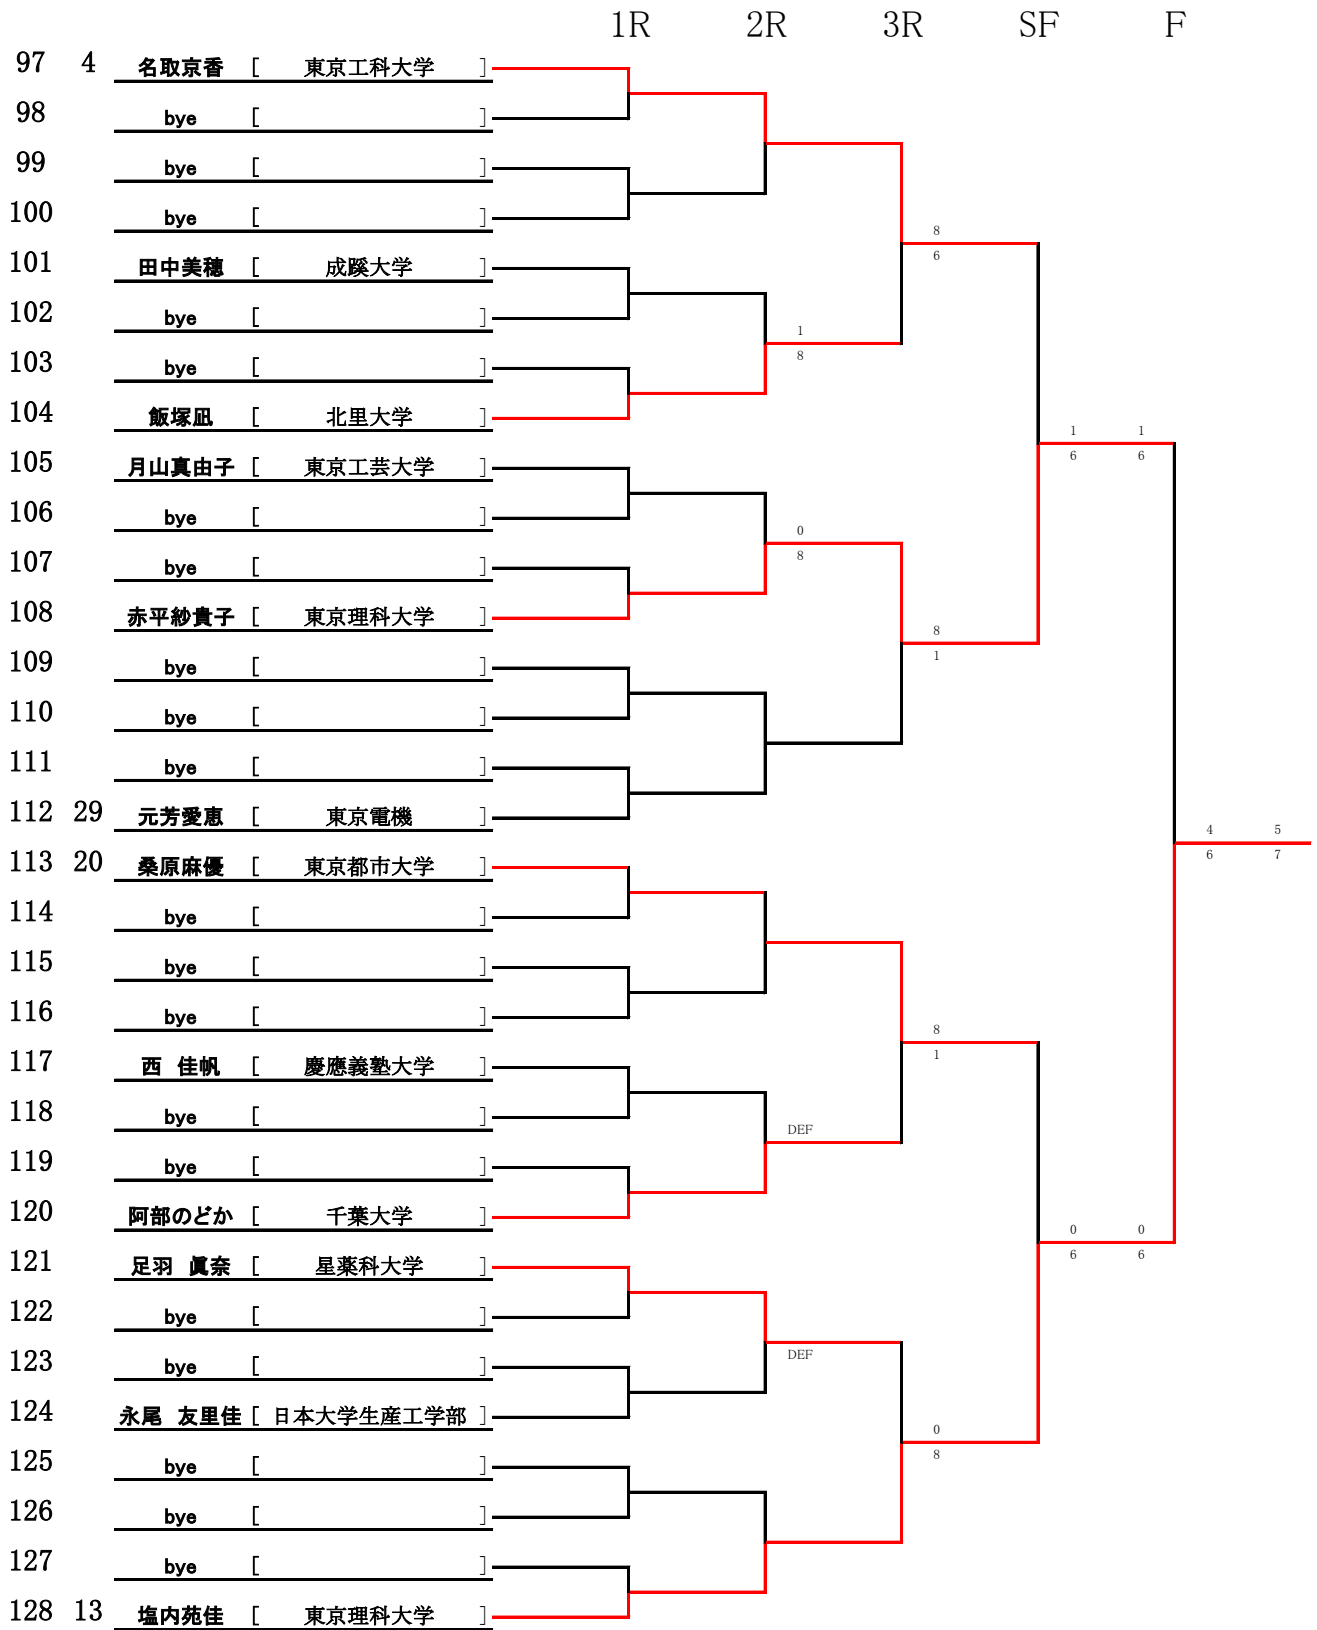 1R 2R 3R SF F
97 4 名取京香 [ 東京工科大学 ]
98 bye [ ]
99 bye [ ]
100 bye [ ]
8
6
101 田中美穂 [ 成蹊大学 ]
102 bye [ ]
1
8
103 bye [ ]
104 飯塚凪 [ 北里大学 ]
1 1
6 6
105 月山真由子 [ 東京工芸大学 ]
106 bye [ ]
0
8
107 bye [ ]
108 赤平紗貴子 [ 東京理科大学 ]
8
1
109 bye [ ]
110 bye [ ]
111 bye [ ]
112 29 元芳愛恵 [ 東京電機 ]
4 5
6 7
113 20 桑原麻優 [ 東京都市大学 ]
114 bye [ ]
115 bye [ ]
116 bye [ ]
8
1
117 西 佳帆 [ 慶應義塾大学 ]
118 bye [ ]
DEF
119 bye [ ]
120 阿部のどか [ 千葉大学 ]
0 0
6 6
121 足羽 眞奈 [ 星薬科大学 ]
122 bye [ ]
DEF
123 bye [ ]
124 永尾 友里佳 [ 日本大学生産工学部 ]
0
8
125 bye [ ]
126 bye [ ]
127 bye [ ]
128 13 塩内苑佳 [ 東京理科大学 ]